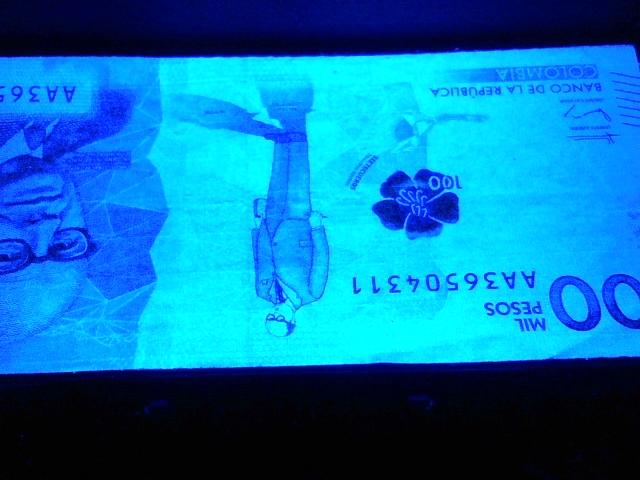 00
MIL
PESOS
AA36504311
100
BANCO DE LA REPÚBLICA
COLOMBIA
AA365